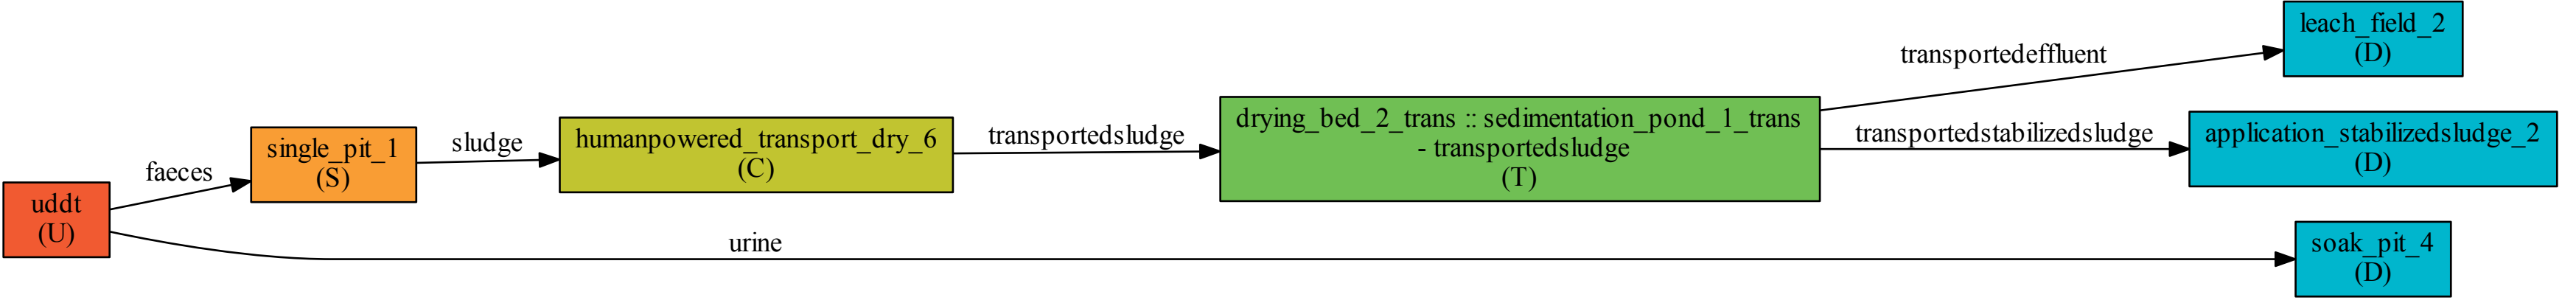 uddt
(U)
faeces
single_pit_1
(S)
sludge
humanpowered_transport_dry_6
(C)
transportedsludge
drying_bed_2_trans :: sedimentation_pond_1_trans
- transportedsludge
(T)
transportedeffluent
leach_field_2
(D)
transportedstabilizedsludge
application_stabilizedsludge_2
(D)
urine
soak_pit_4
(D)